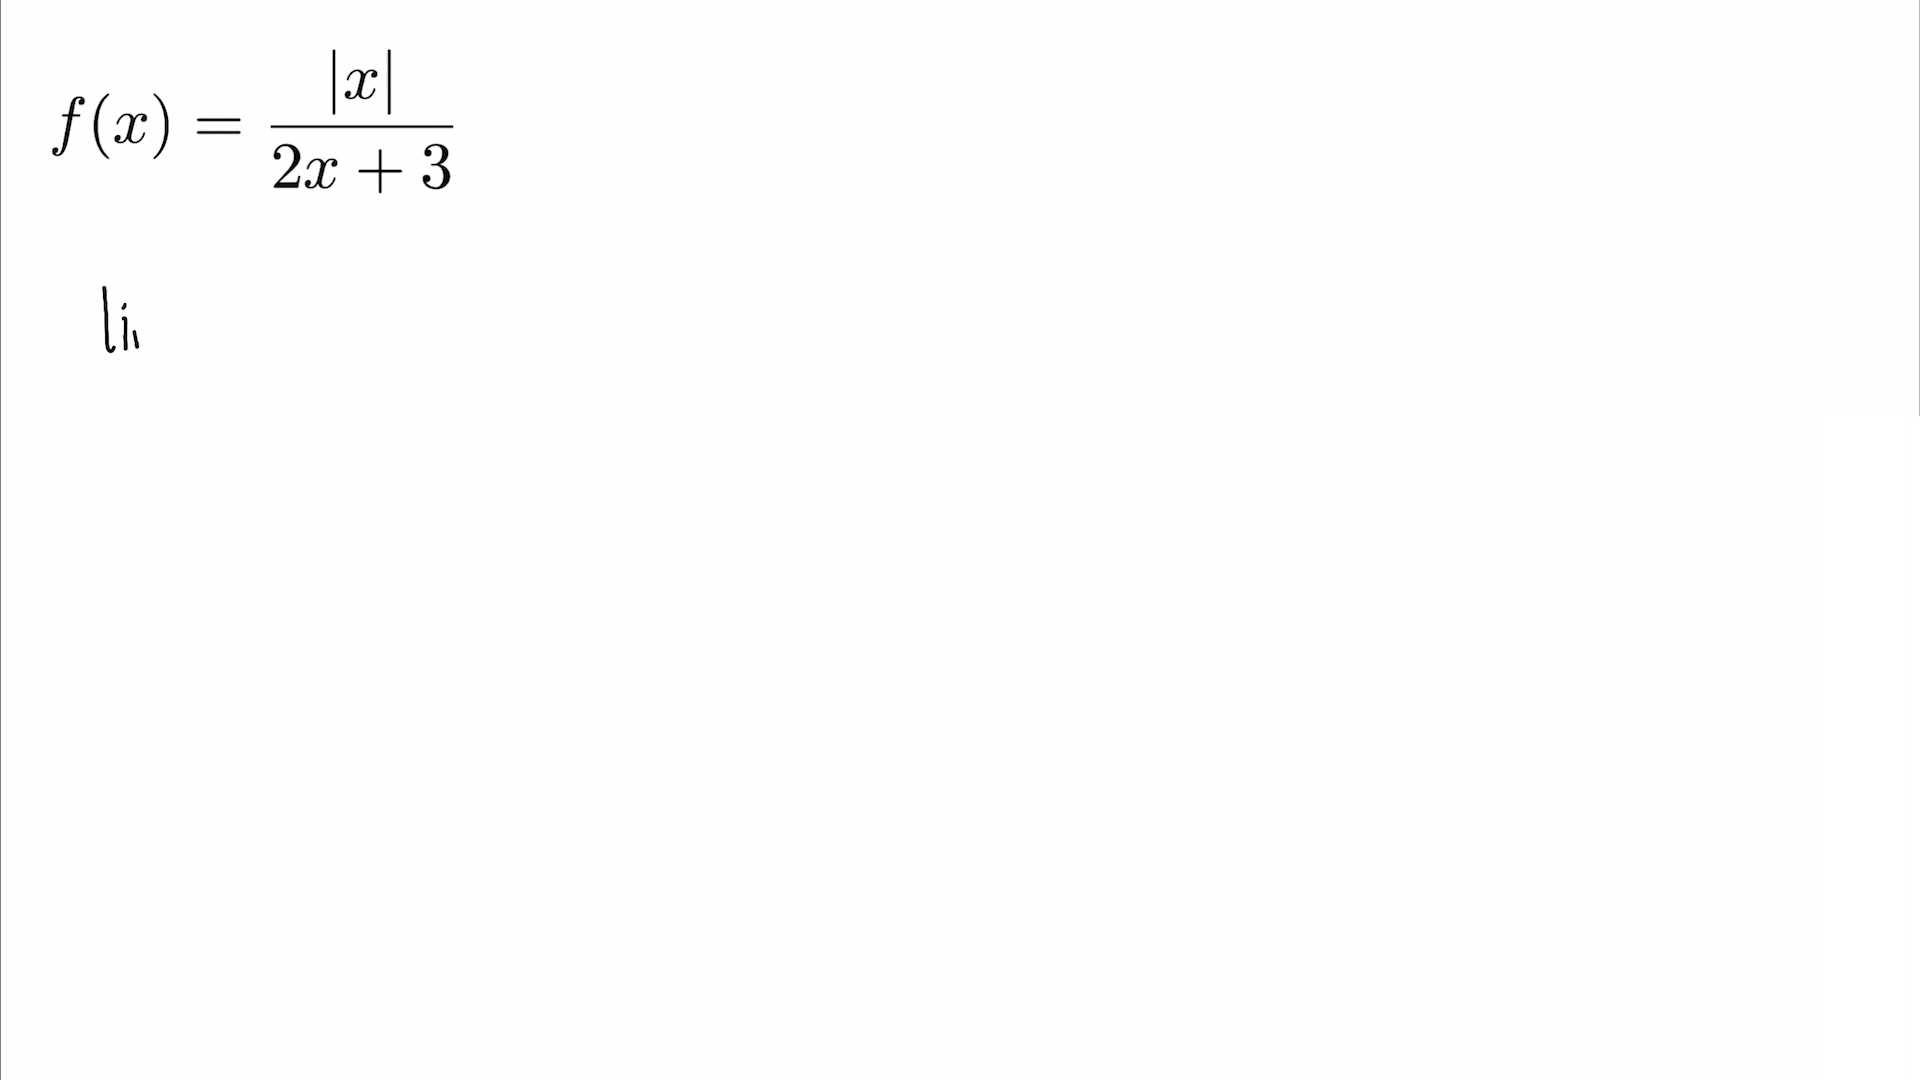 f(x) = |x| / (2x + 3)
li